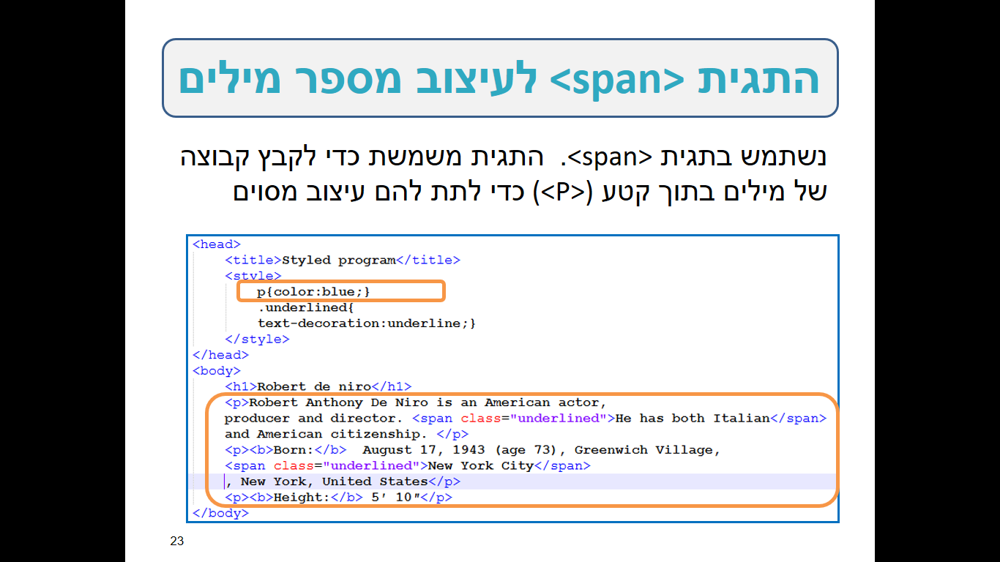 התגית <span> לעיצוב מספר מילים
נשתמש בתגית <span>. התגית משמשת כדי לקבץ קבוצה
של מילים בתוך קטע (<P>) כדי לתת להם עיצוב מסוים
<head>
<title>Styled program</title>
<style>
p{color:blue;}
.underlined{
text-decoration:underline;}
</style>
</head>
<body>
<h1>Robert de niro</h1>
<p>Robert Anthony De Niro is an American actor,
producer and director. <span class="underlined">He has both Italian</span>
and American citizenship. </p>
<p><b>Born:</b>  August 17, 1943 (age 73), Greenwich Village,
<span class="underlined">New York City</span>
, New York, United States</p>
<p><b>Height:</b> 5′ 10″</p>
</body>
23